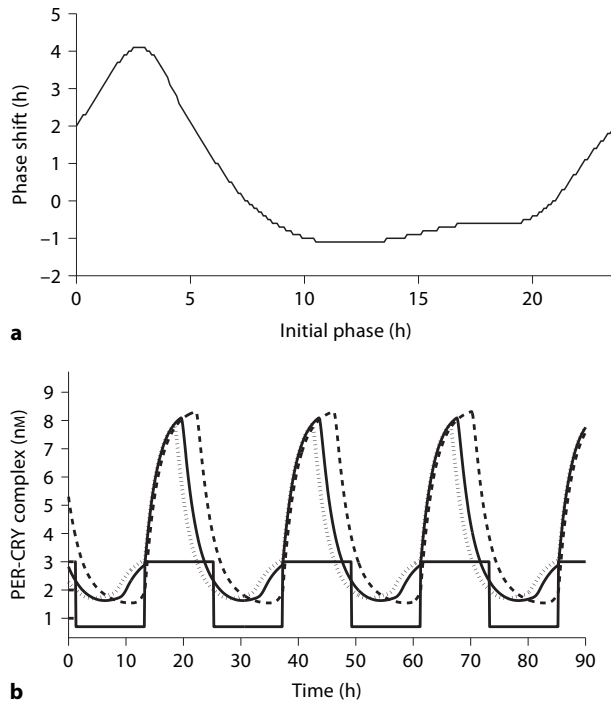 5
4
3
2
1
0
−1
−2
Phase shift (h)
0 5 10 15 20
Initial phase (h)
a
9
8
7
6
5
4
3
2
1
PER-CRY complex (nM)
0 10 20 30 40 50 60 70 80 90
Time (h)
b